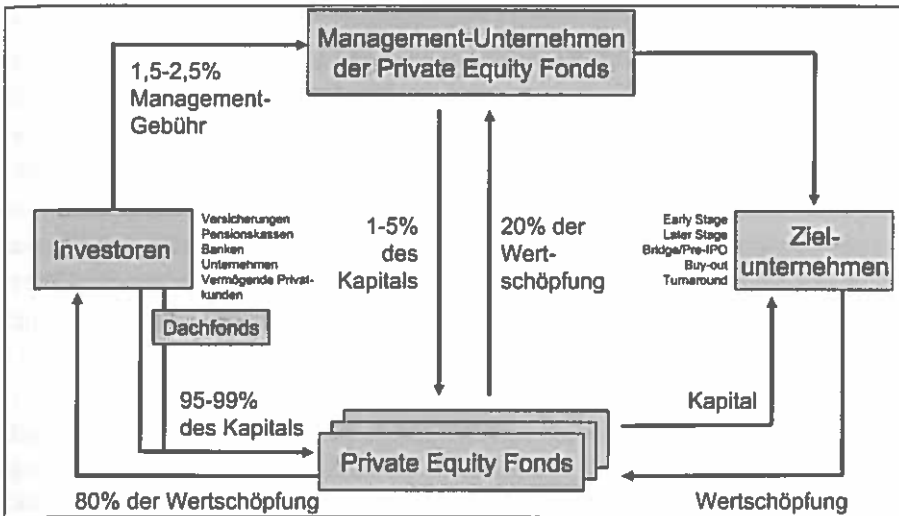 Management-Unternehmen
der Private Equity Fonds
1,5-2,5%
Management-
Gebühr
Investoren
Versicherungen
Pensionskassen
Banken
Unternehmen
Vermögende Privat-
kunden
Dachfonds
1-5%
des
Kapitals
20% der
Wert-
schöpfung
Early Stage
Later Stage
Bridge/Pre-IPO
Buy-out
Turnaround
Ziel-
unternehmen
95-99%
des Kapitals
Kapital
Private Equity Fonds
80% der Wertschöpfung
Wertschöpfung